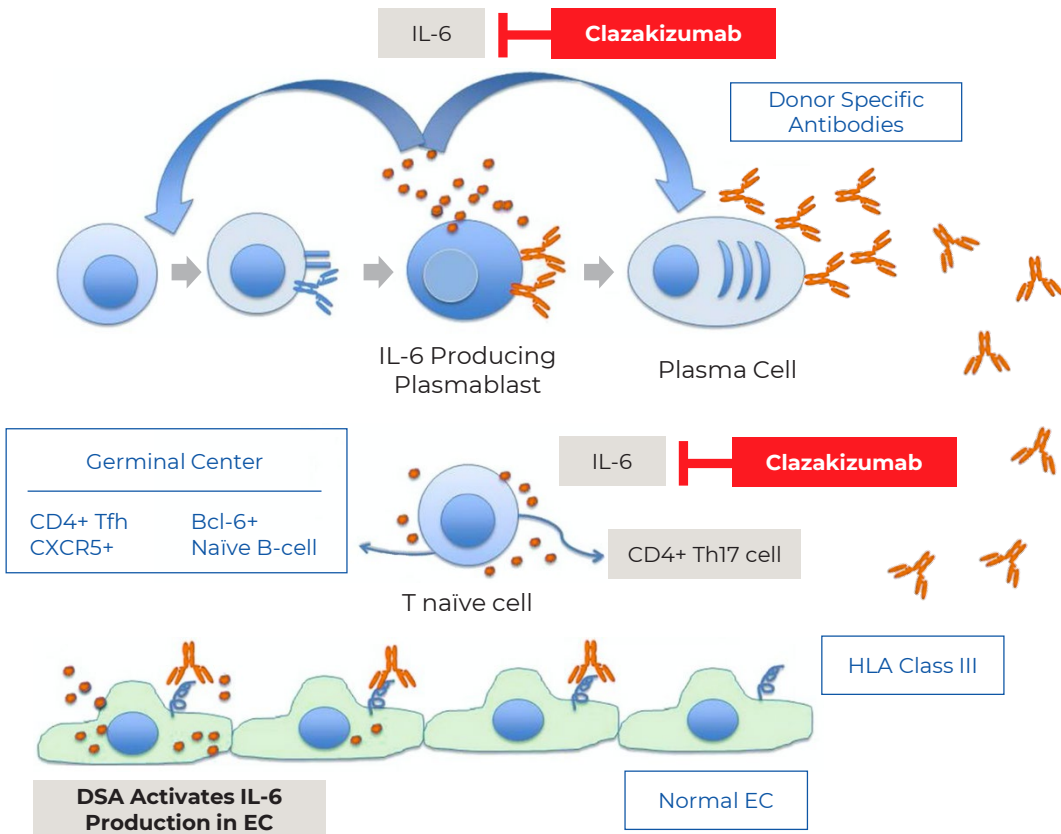 IL-6
Clazakizumab
Donor Specific
Antibodies
IL-6 Producing
Plasmablast
Plasma Cell
Germinal Center
CD4+ Tfh
CXCR5+
Bcl-6+
Naïve B-cell
IL-6
Clazakizumab
CD4+ Th17 cell
T naïve cell
HLA Class III
DSA Activates IL-6
Production in EC
Normal EC